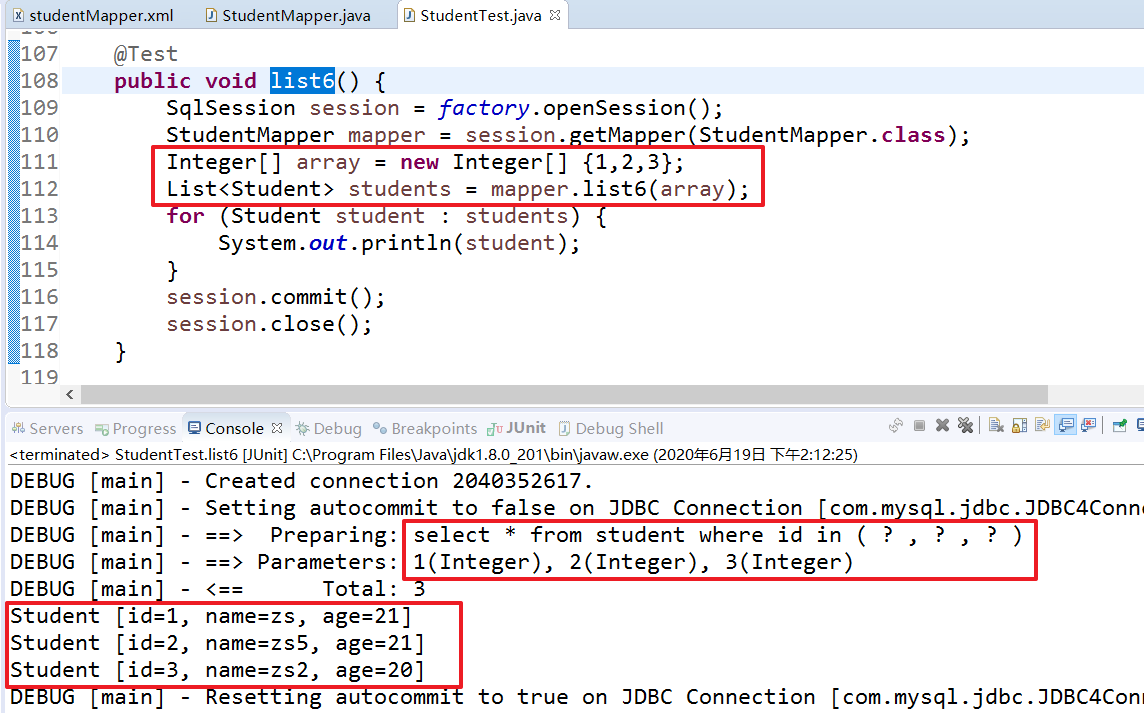 studentMapper.xml StudentMapper.java StudentTest.java
107 @Test
108 public void list6() {
109 SqlSession session = factory.openSession();
110 StudentMapper mapper = session.getMapper(StudentMapper.class);
111 Integer[] array = new Integer[] {1,2,3};
112 List<Student> students = mapper.list6(array);
113 for (Student student : students) {
114 System.out.println(student);
115 }
116 session.commit();
117 session.close();
118 }
119
Servers Progress Console Debug Breakpoints JUnit Debug Shell
<terminated> StudentTest.list6 [JUnit] C:\Program Files\Java\jdk1.8.0_201\bin\javaw.exe (2020年6月19日 下午2:12:25)
DEBUG [main] - Created connection 2040352617.
DEBUG [main] - Setting autocommit to false on JDBC Connection [com.mysql.jdbc.JDBC4Conn
DEBUG [main] - ==>  Preparing: select * from student where id in ( ? , ? , ? )
DEBUG [main] - ==> Parameters: 1(Integer), 2(Integer), 3(Integer)
DEBUG [main] - <==      Total: 3
Student [id=1, name=zs, age=21]
Student [id=2, name=zs5, age=21]
Student [id=3, name=zs2, age=20]
DEBUG [main] - Resetting autocommit to true on JDBC Connection [com.mysql.jdbc.JDBC4Con